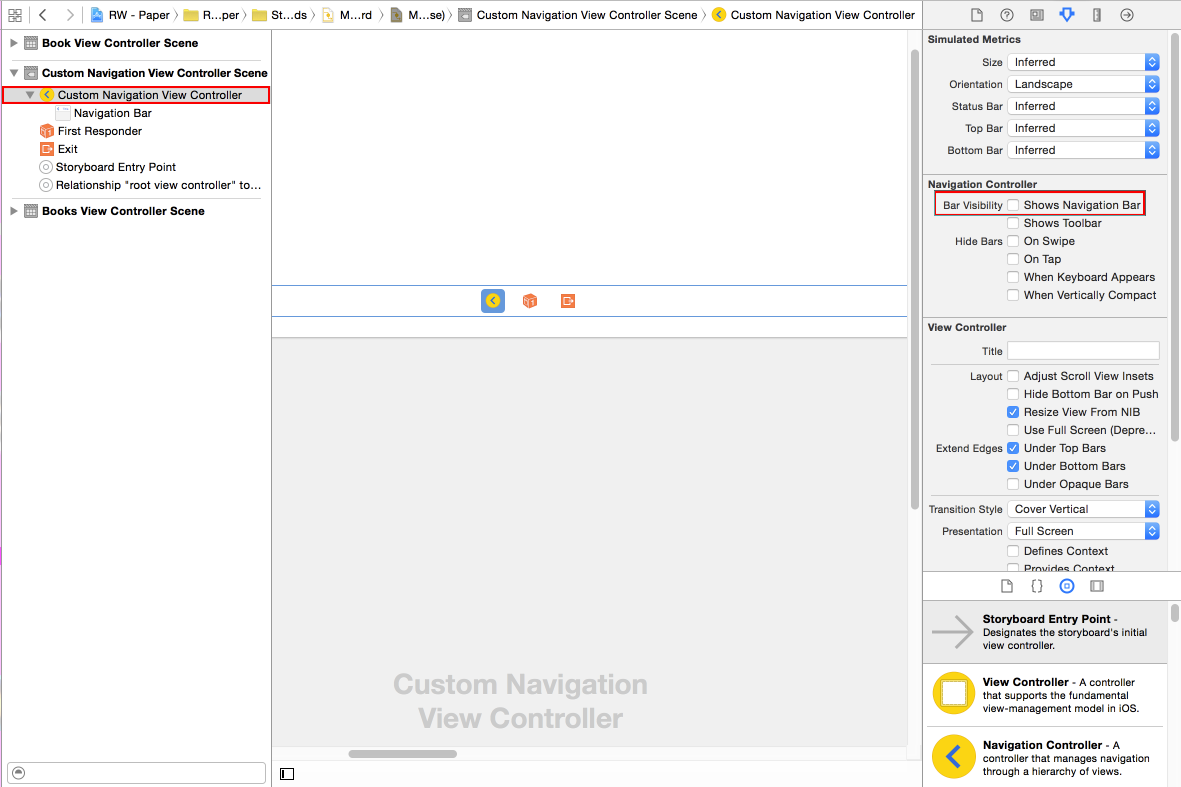 RW - Paper
R...per
St...ds
M...rd
M...se)
Custom Navigation View Controller Scene
Custom Navigation View Controller
Book View Controller Scene
Custom Navigation View Controller Scene
Custom Navigation View Controller
Navigation Bar
First Responder
Exit
Storyboard Entry Point
Relationship "root view controller" to...
Books View Controller Scene
Custom Navigation
View Controller
Simulated Metrics
Size Inferred
Orientation Landscape
Status Bar Inferred
Top Bar Inferred
Bottom Bar Inferred
Navigation Controller
Bar Visibility Shows Navigation Bar
Shows Toolbar
Hide Bars On Swipe
On Tap
When Keyboard Appears
When Vertically Compact
View Controller
Title
Layout Adjust Scroll View Insets
Hide Bottom Bar on Push
Resize View From NIB
Use Full Screen (Depre...
Extend Edges Under Top Bars
Under Bottom Bars
Under Opaque Bars
Transition Style Cover Vertical
Presentation Full Screen
Defines Context
Provides Context
Storyboard Entry Point -
Designates the storyboard's initial
view controller.
View Controller - A controller
that supports the fundamental
view-management model in iOS.
Navigation Controller - A
controller that manages navigation
through a hierarchy of views.